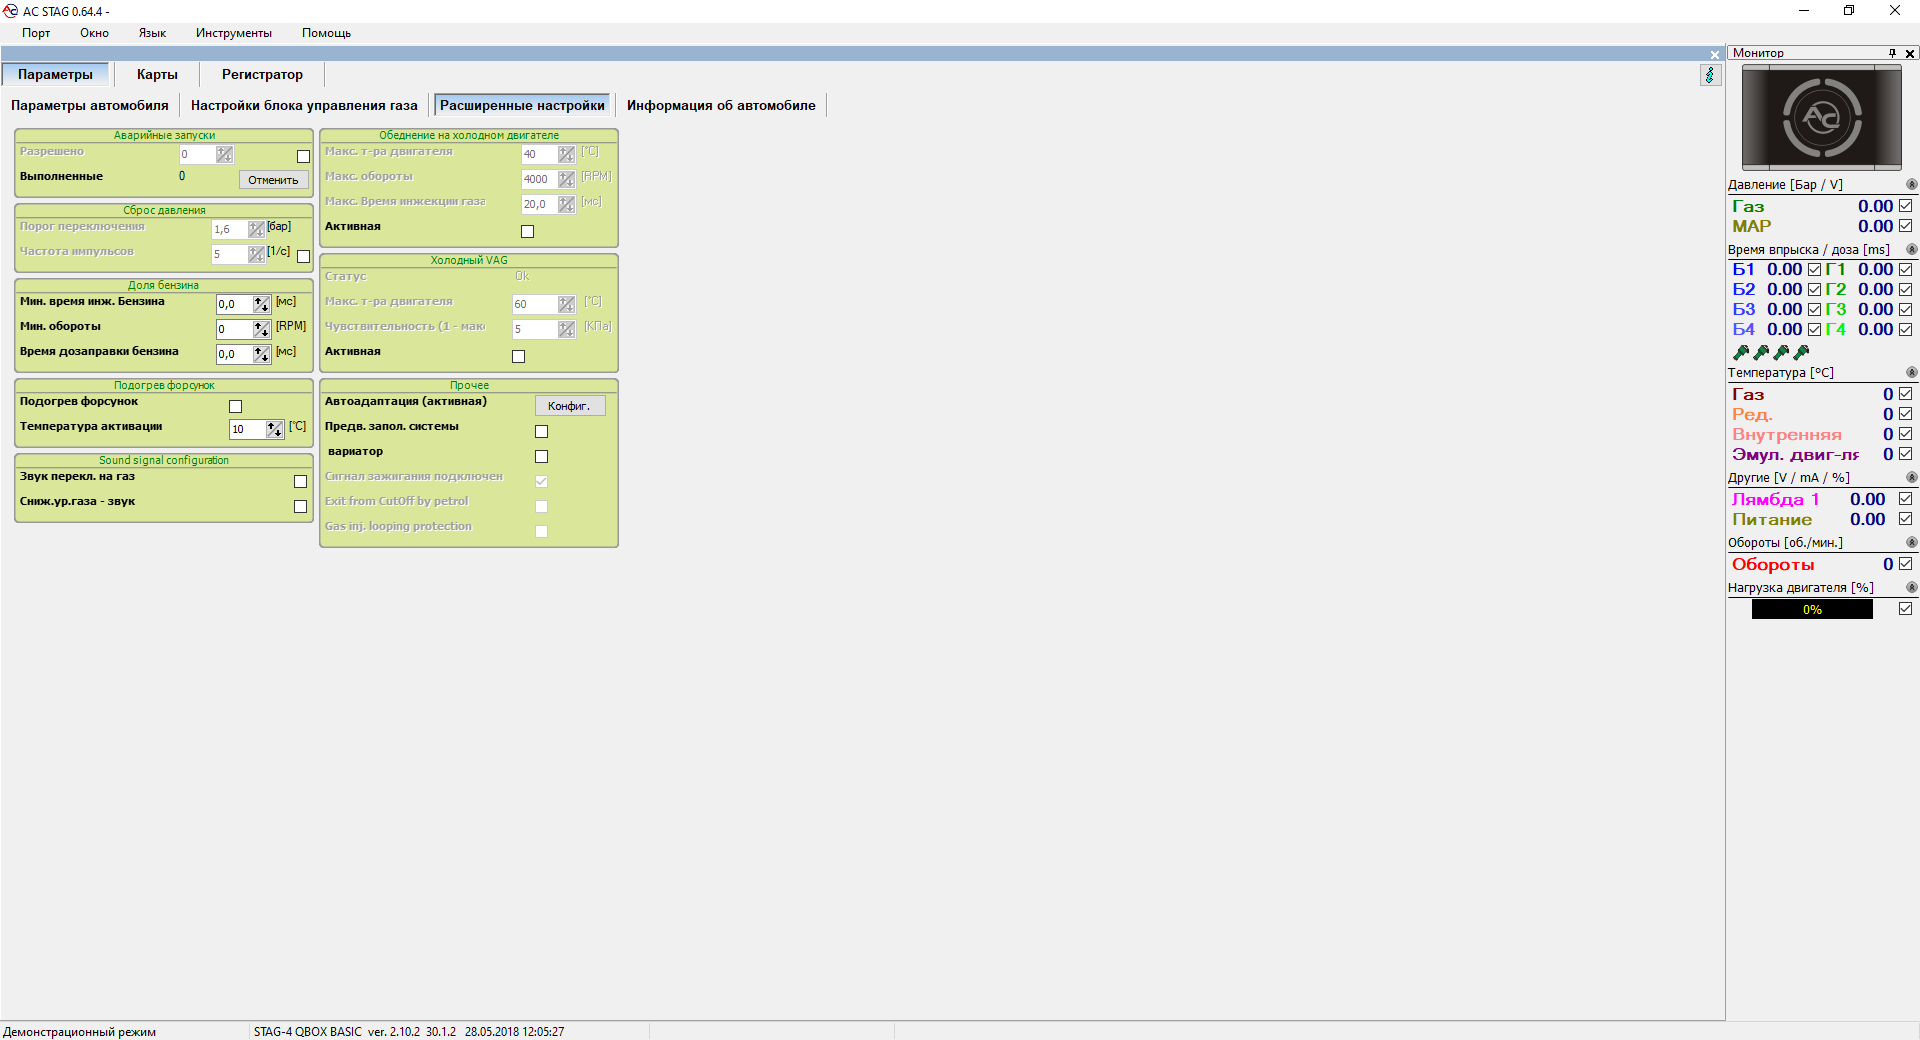 AC STAG 0.64.4 -
Порт Окно Язык Инструменты Помощь
Параметры Карты Регистратор
Параметры автомобиля Настройки блока управления газа Расширенные настройки Информация об автомобиле
Аварийные запуски
Разрешено 0
Выполненные 0 Отменить
Сброс давления
Порог переключения 1,6 [бар]
Частота импульсов 5 [1/с]
Доля бензина
Мин. время инж. Бензина 0,0 [мс]
Мин. обороты 0 [RPM]
Время дозаправки бензина 0,0 [мс]
Подогрев форсунок
Подогрев форсунок
Температура активации 10 [°C]
Sound signal configuration
Звук перекл. на газ
Сниж.ур.газа - звук
Обеднение на холодном двигателе
Макс. т-ра двигателя 40 [°C]
Макс. обороты 4000 [RPM]
Макс. Время инжекции газа 20,0 [мс]
Активная
Холодный VAG
Статус Ok
Макс. т-ра двигателя 60 [°C]
Чувствительность (1 - макс 5 [КПа]
Активная
Прочее
Автоадаптация (активная) Конфиг.
Предв. запол. системы
вариатор
Сигнал зажигания подключен
Exit from CutOff by petrol
Gas inj. looping protection
Монитор
AC
Давление [Бар / V]
Газ 0.00
MAP 0.00
Время впрыска / доза [ms]
Б1 0.00 Г1 0.00
Б2 0.00 Г2 0.00
Б3 0.00 Г3 0.00
Б4 0.00 Г4 0.00
Температура [°C]
Газ 0
Ред. 0
Внутренняя 0
Эмул. двиг-ля 0
Другие [V / mA / %]
Лямбда 1 0.00
Питание 0.00
Обороты [об./мин.]
Обороты 0
Нагрузка двигателя [%]
0%
Демонстрационный режим STAG-4 QBOX BASIC ver. 2.10.2 30.1.2 28.05.2018 12:05:27